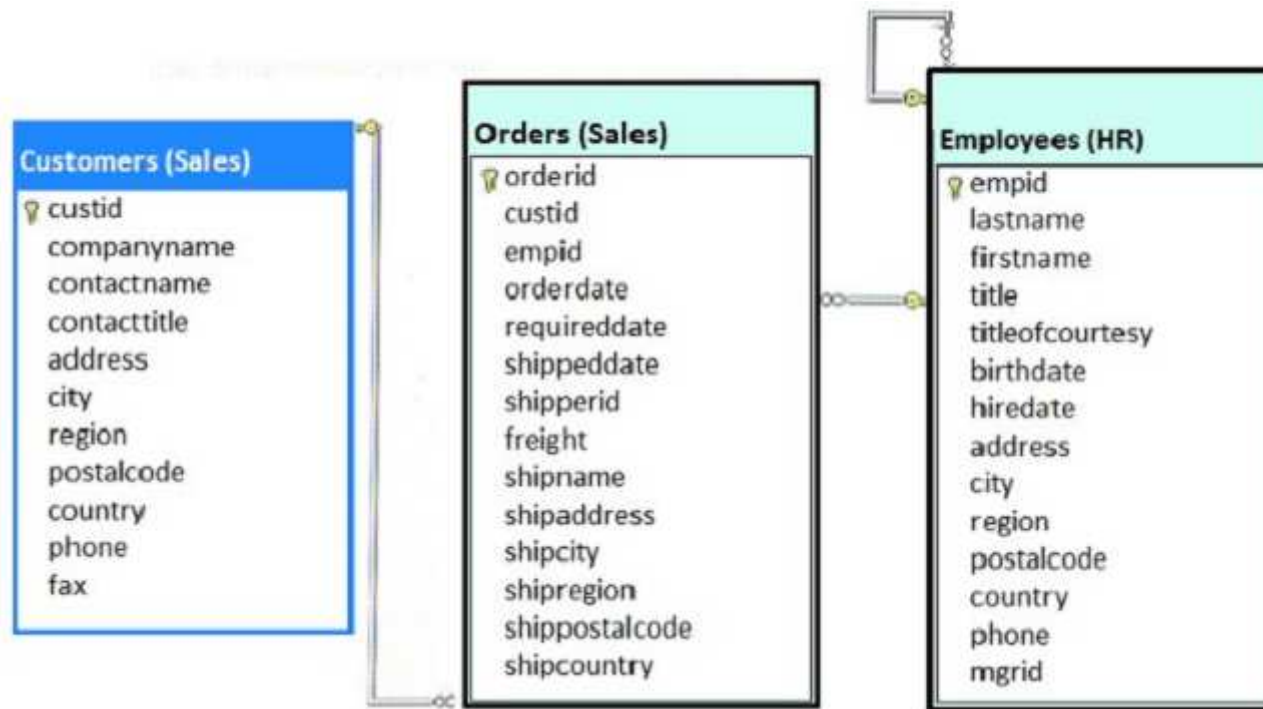 Customers (Sales)
custid
companyname
contactname
contacttitle
address
city
region
postalcode
country
phone
fax
Orders (Sales)
orderid
custid
empid
orderdate
requireddate
shippeddate
shipperid
freight
shipname
shipaddress
shipcity
shipregion
shippostalcode
shipcountry
Employees (HR)
empid
lastname
firstname
title
titleofcourtesy
birthdate
hiredate
address
city
region
postalcode
country
phone
mgrid